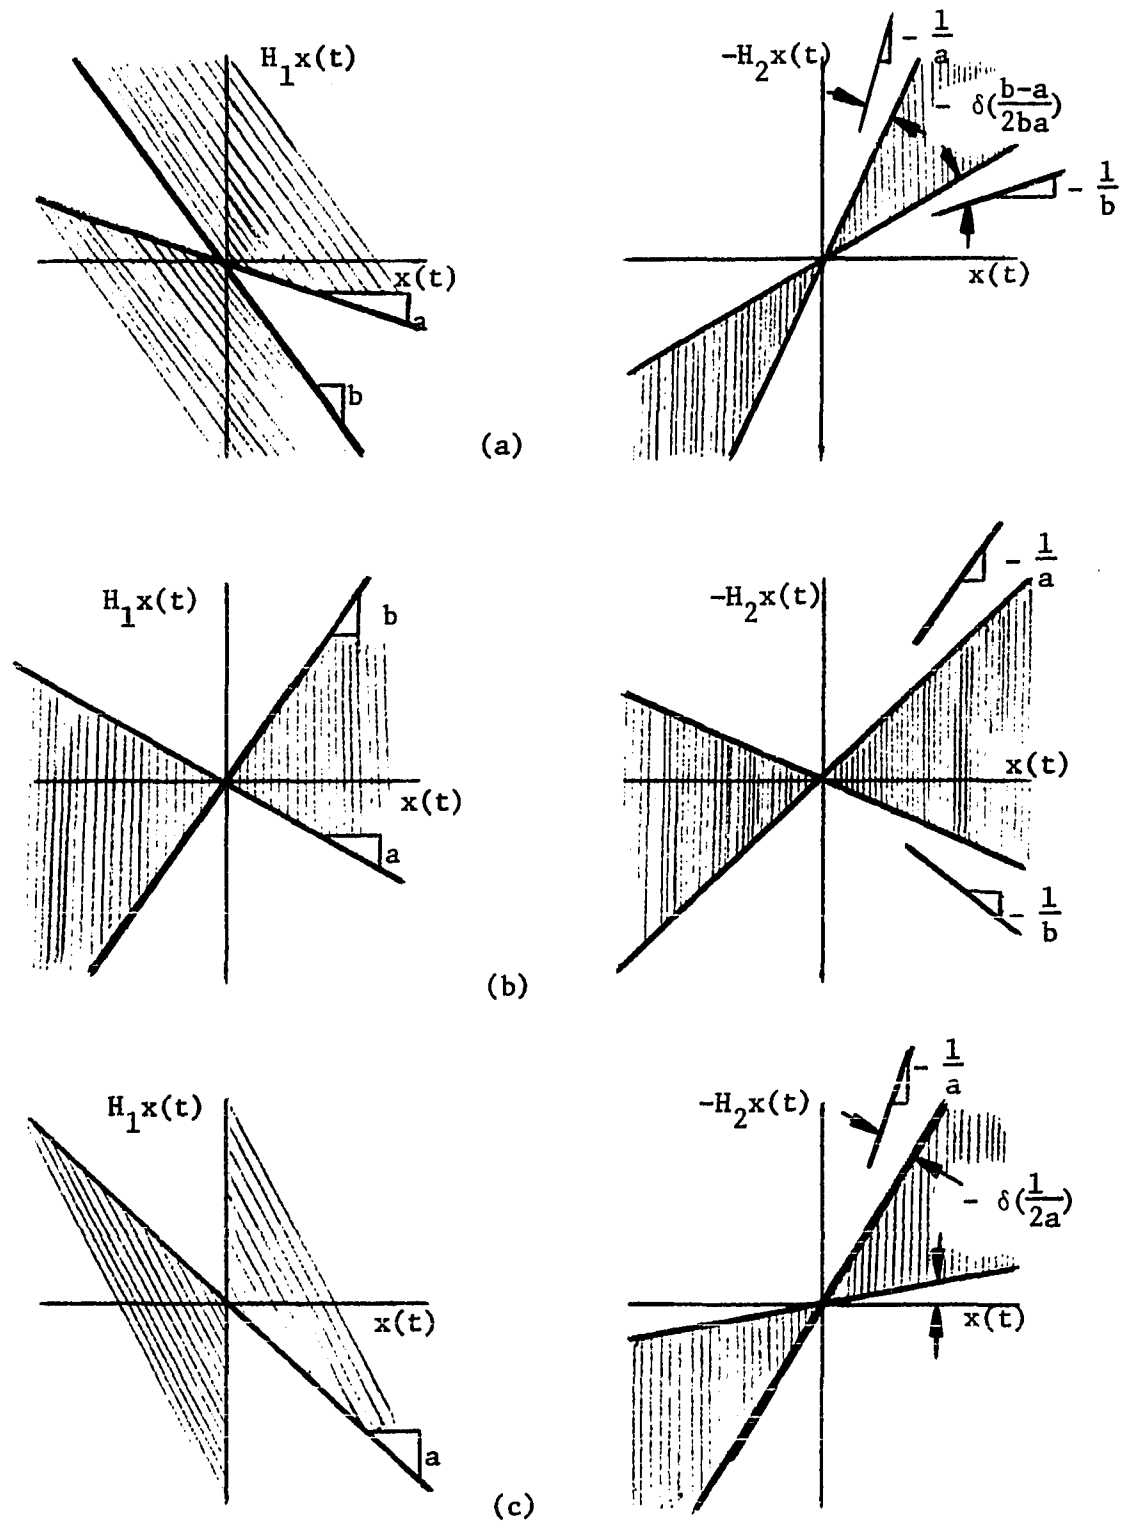 H₁x(t)
x(t)
a
b
-H₂x(t)
- 1/a
- δ(b-a/2ba)
- 1/b
x(t)
(a)
H₁x(t)
b
x(t)
a
-H₂x(t)
- 1/a
x(t)
- 1/b
(b)
H₁x(t)
x(t)
a
-H₂x(t)
- 1/a
- δ(1/2a)
x(t)
(c)